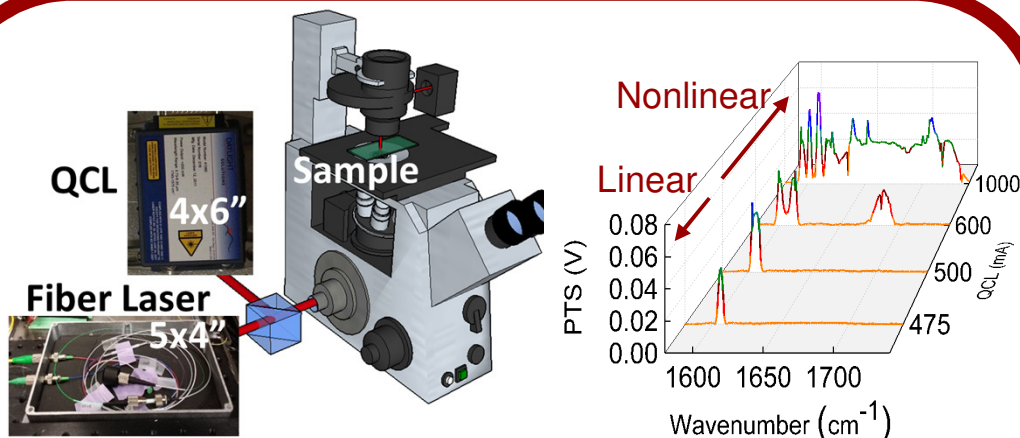 QCL
4x6”
Fiber Laser
5x4”
Sample
Nonlinear
Linear
PTS (V)
0.08
0.06
0.04
0.02
0.00
1600 1650 1700
Wavenumber (cm⁻¹)
1000
600
500
475
QCL (mA)